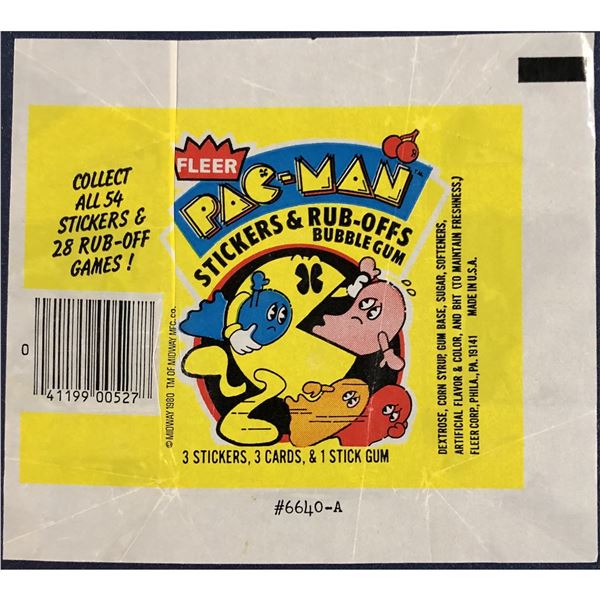 COLLECT
ALL 54
STICKERS &
28 RUB-OFF
GAMES!
0
41199 00527
FLEER
PAC-MAN™
STICKERS & RUB-OFFS
BUBBLE GUM
© MIDWAY 1980 TM OF MIDWAY MFC. CO.
3 STICKERS, 3 CARDS, & 1 STICK GUM
DEXTROSE, CORN SYRUP, GUM BASE, SUGAR, SOFTENERS,
ARTIFICIAL FLAVOR & COLOR, AND BHT (TO MAINTAIN FRESHNESS.)
FLEER CORP., PHILA., PA. 19141 MADE IN U.S.A.
#6640-A